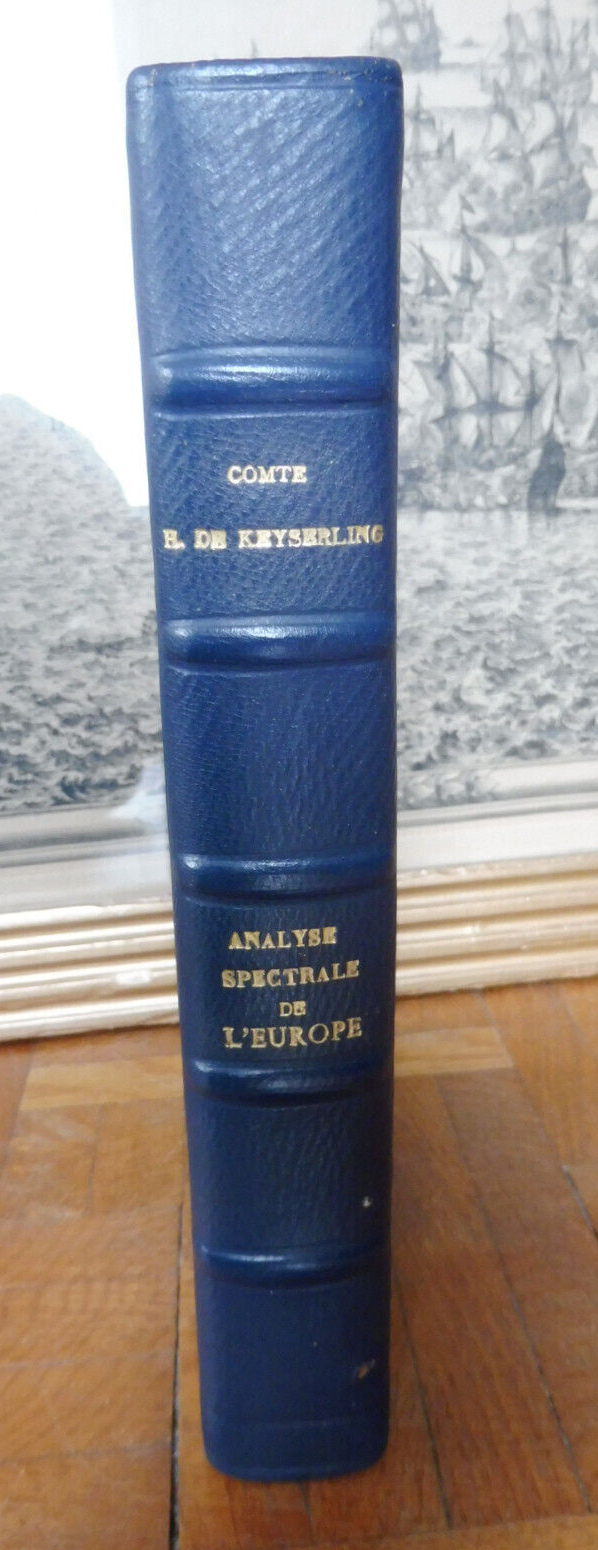 COMTE
H. DE KEYSERLING
ANALYSE
SPECTRALE
DE
L'EUROPE